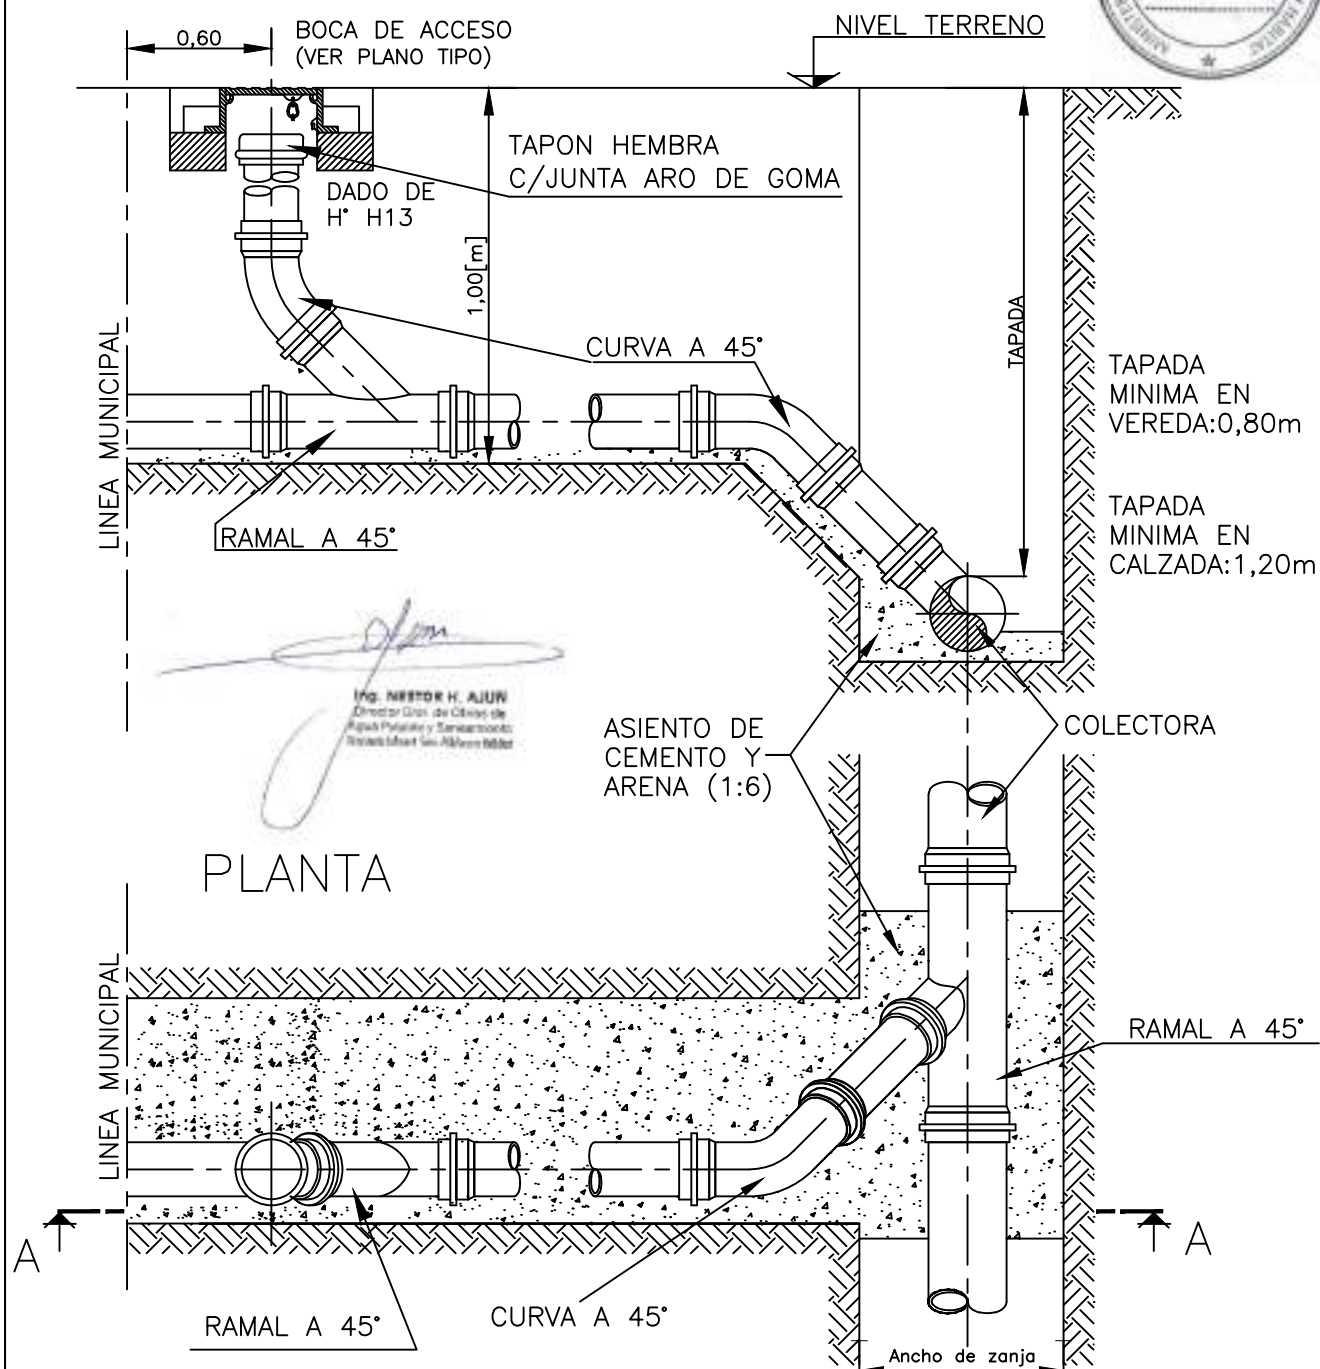 0,60
BOCA DE ACCESO
(VER PLANO TIPO)
NIVEL TERRENO
TAPON HEMBRA
C/JUNTA ARO DE GOMA
DADO DE
H° H13
1,00[m]
TAPADA
CURVA A 45°
LINEA MUNICIPAL
TAPADA
MINIMA EN
VEREDA:0,80m
TAPADA
MINIMA EN
CALZADA:1,20m
RAMAL A 45°
Ing. NESTOR H. AJUN
ASIENTO DE
CEMENTO Y
ARENA (1:6)
COLECTORA
PLANTA
LINEA MUNICIPAL
RAMAL A 45°
A
A
RAMAL A 45°
CURVA A 45°
Ancho de zanja